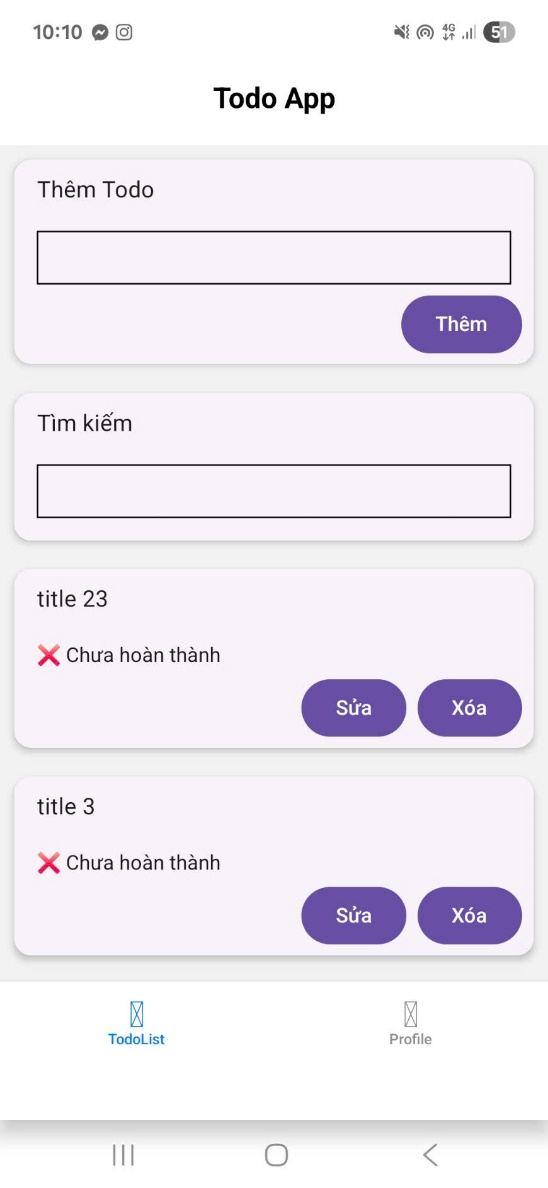 10:10
4G
51
Todo App
Thêm Todo
Thêm
Tìm kiếm
title 23
❌ Chưa hoàn thành
Sửa Xóa
title 3
❌ Chưa hoàn thành
Sửa Xóa
TodoList Profile